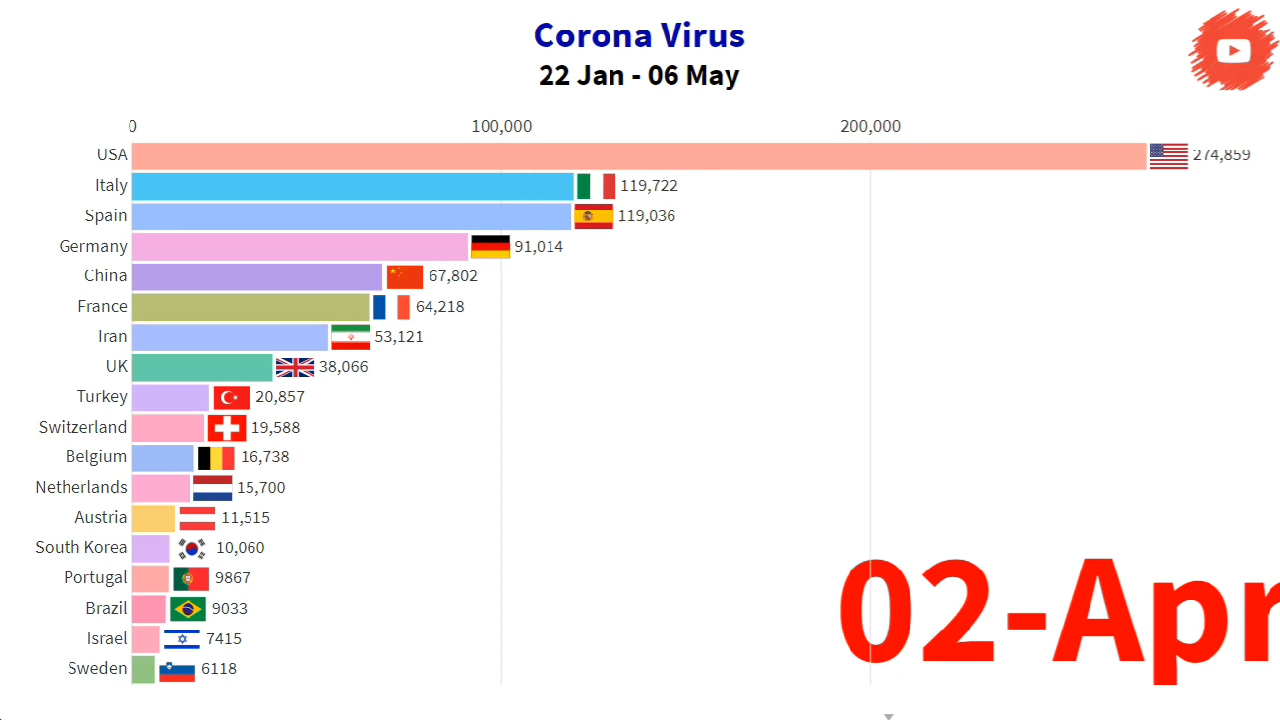 Corona Virus
22 Jan - 06 May
0 100,000 200,000
USA 274,859
Italy 119,722
Spain 119,036
Germany 91,014
China 67,802
France 64,218
Iran 53,121
UK 38,066
Turkey 20,857
Switzerland 19,588
Belgium 16,738
Netherlands 15,700
Austria 11,515
South Korea 10,060
Portugal 9867
Brazil 9033
Israel 7415
Sweden 6118
02-Apr